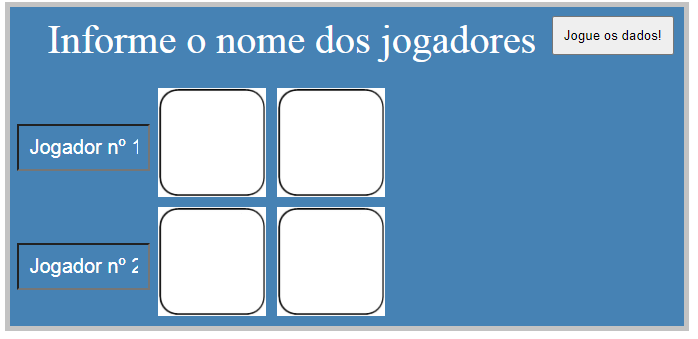 Informe o nome dos jogadores
Jogue os dados!
Jogador nº 1
Jogador nº 2